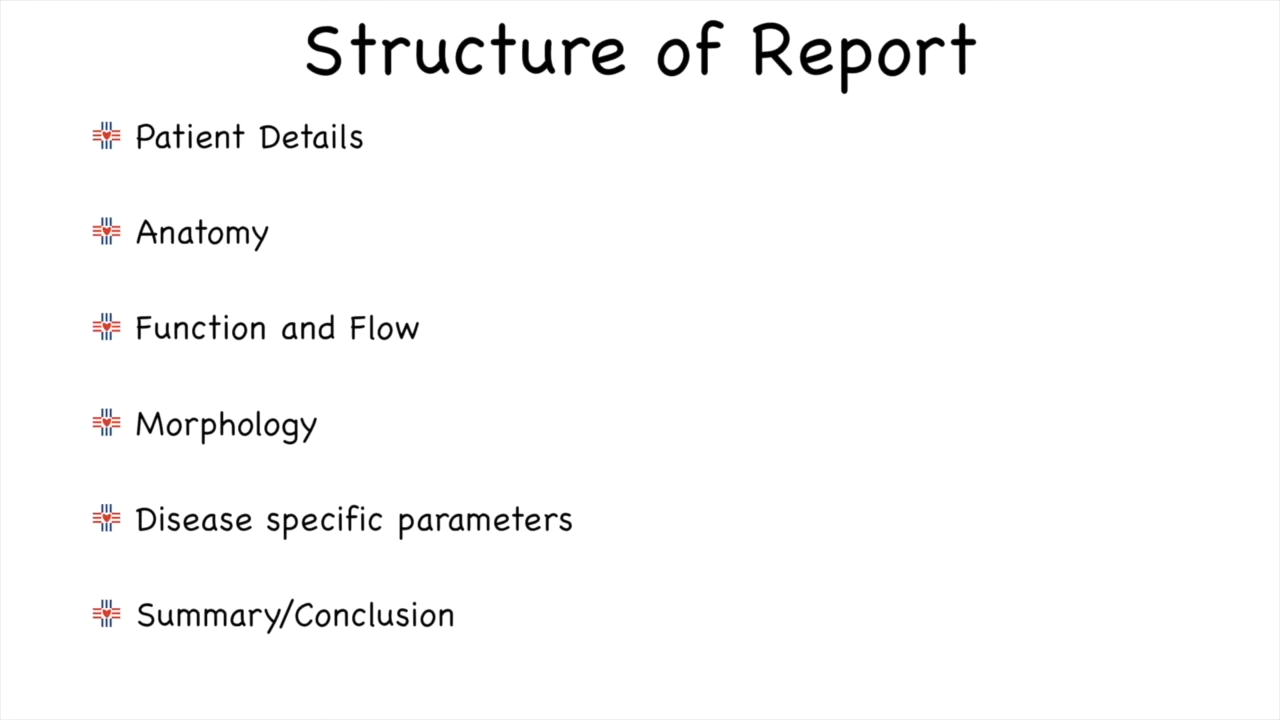 Structure of Report
Patient Details
Anatomy
Function and Flow
Morphology
Disease specific parameters
Summary/Conclusion